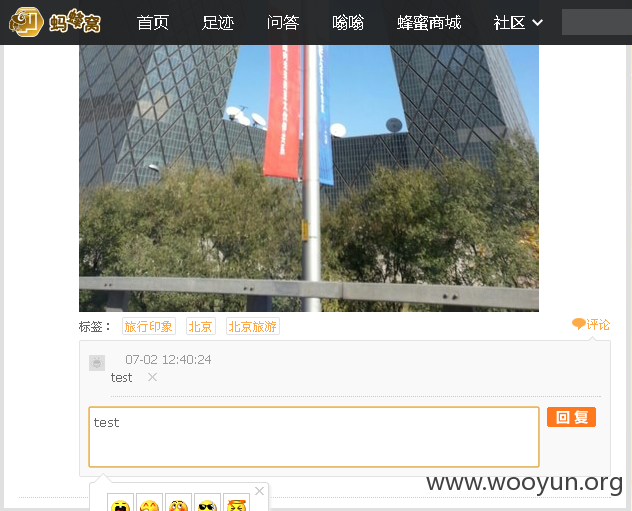 蚂蜂窝 首页 足迹 问答 嗡嗡 蜂蜜商城 社区
标签： 旅行印象 北京 北京旅游 评论
07-02 12:40:24
test
test
回复
www.wooyun.org